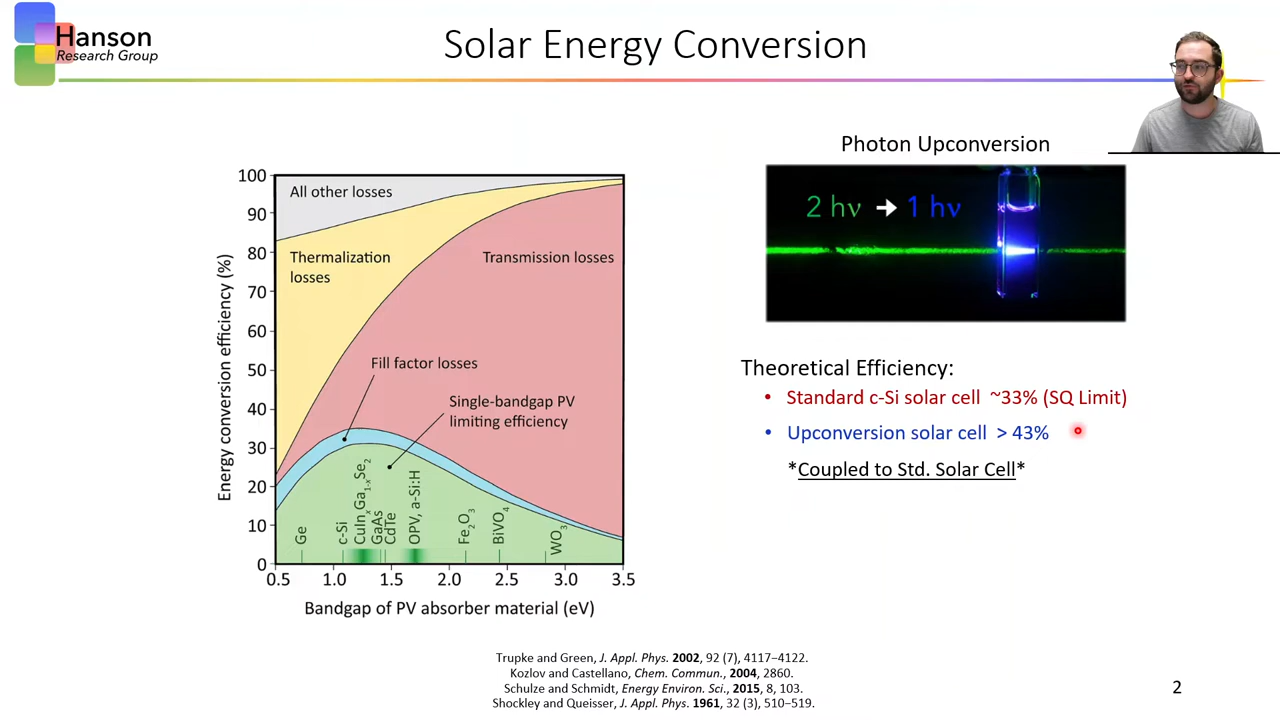 Hanson
Research Group
Solar Energy Conversion
100
90
80
70
60
50
40
30
20
10
0
Energy conversion efficiency (%)
All other losses
Thermalization
losses
Transmission losses
Fill factor losses
Single-bandgap PV
limiting efficiency
Ge
c-Si
CuInxGa1-xSe2
GaAs
CdTe
OPV, a-Si:H
Fe2O3
BiVO4
WO3
0.5 1.0 1.5 2.0 2.5 3.0 3.5
Bandgap of PV absorber material (eV)
Photon Upconversion
2 hν → 1 hν
Theoretical Efficiency:
• Standard c-Si solar cell ~33% (SQ Limit)
• Upconversion solar cell > 43%
*Coupled to Std. Solar Cell*
Trupke and Green, J. Appl. Phys. 2002, 92 (7), 4117–4122.
Kozlov and Castellano, Chem. Commun., 2004, 2860.
Schulze and Schmidt, Energy Environ. Sci., 2015, 8, 103.
Shockley and Queisser, J. Appl. Phys. 1961, 32 (3), 510–519.
2